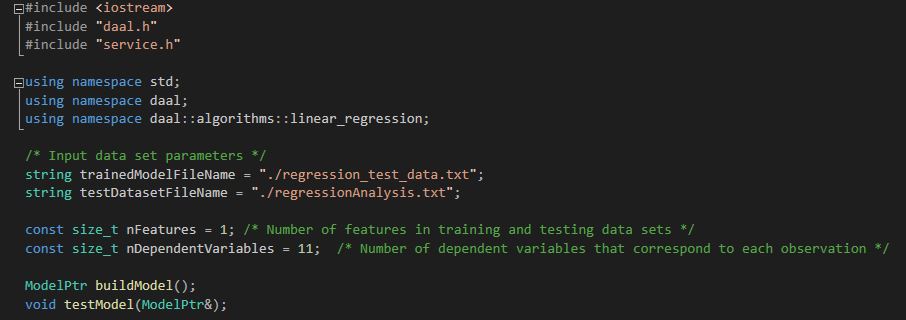 #include <iostream>
#include "daal.h"
#include "service.h"
using namespace std;
using namespace daal;
using namespace daal::algorithms::linear_regression;
/* Input data set parameters */
string trainedModelFileName = "./regression_test_data.txt";
string testDatasetFileName = "./regressionAnalysis.txt";
const size_t nFeatures = 1; /* Number of features in training and testing data sets */
const size_t nDependentVariables = 11;  /* Number of dependent variables that correspond to each observation */
ModelPtr buildModel();
void testModel(ModelPtr&);